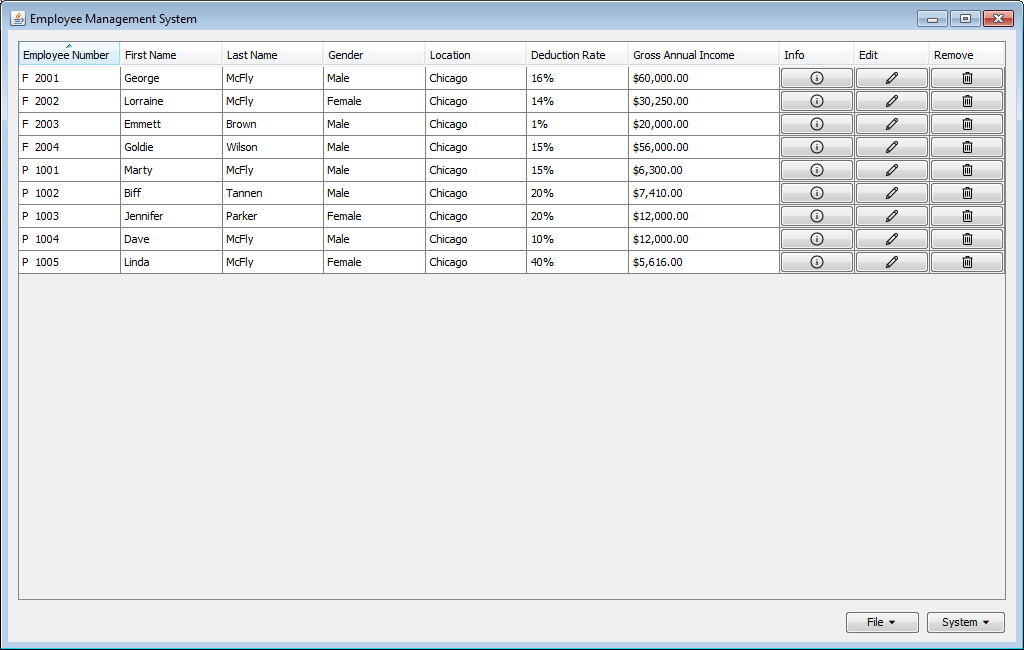 Employee Management System
Employee Number First Name Last Name Gender Location Deduction Rate Gross Annual Income Info Edit Remove
F 2001 George McFly Male Chicago 16% $60,000.00
F 2002 Lorraine McFly Female Chicago 14% $30,250.00
F 2003 Emmett Brown Male Chicago 1% $20,000.00
F 2004 Goldie Wilson Male Chicago 15% $56,000.00
P 1001 Marty McFly Male Chicago 15% $6,300.00
P 1002 Biff Tannen Male Chicago 20% $7,410.00
P 1003 Jennifer Parker Female Chicago 20% $12,000.00
P 1004 Dave McFly Male Chicago 10% $12,000.00
P 1005 Linda McFly Female Chicago 40% $5,616.00
File System